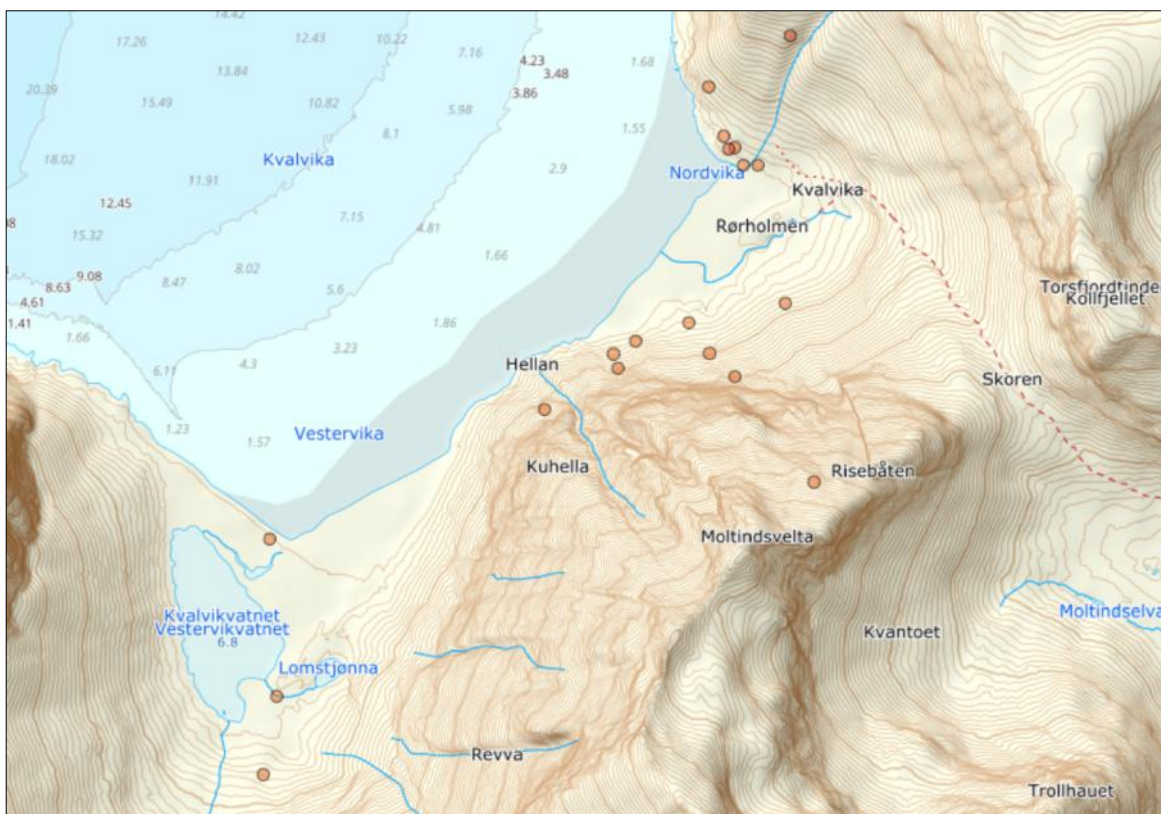 14.42
17.26
12.43
10.22
7.16
4.23
3.48
3.86
1.68
13.84
20.39
15.49
10.82
5.98
8.1
1.55
18.02
Kvalvika
11.91
2.9
Nordvika
Kvalvika
12.45
7.15
4.81
Rørholmen
15.32
1.66
8.02
9.08
8.47
8.63
5.6
4.61
1.41
Torsfjordtinden
Kollfjellet
1.66
1.86
3.23
4.3
6.11
Hellan
Skoren
1.23
1.57
Vestervika
Kuhella
Risebåten
Moltindsvelta
Kvalvikvatnet
Vestervikvatnet
6.8
Moltindselva
Kvantoet
Lomstjønna
Revva
Trollhauet